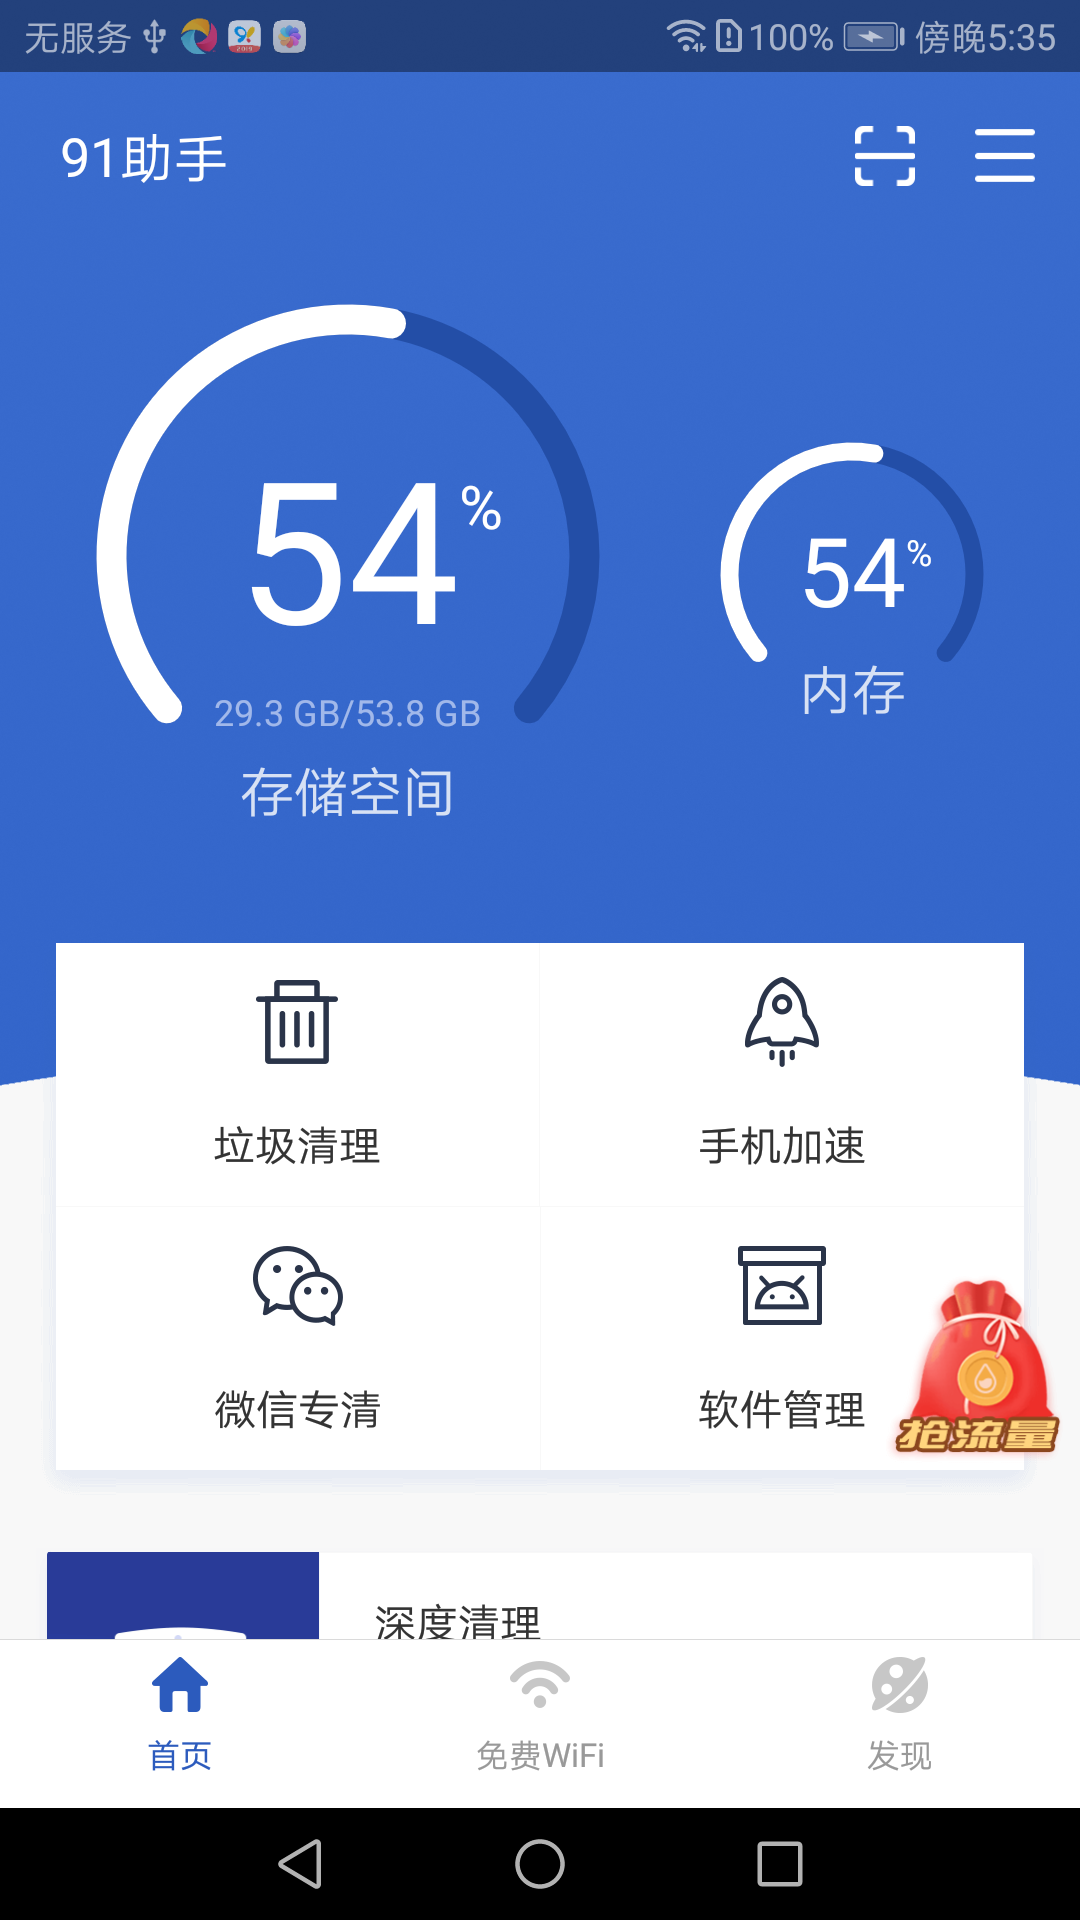 无服务 100% 傍晚5:35
91助手
54%
54%
内存
29.3 GB/53.8 GB
存储空间
垃圾清理 手机加速
微信专清 软件管理
抢流量
深度清理
首页 免费WiFi 发现